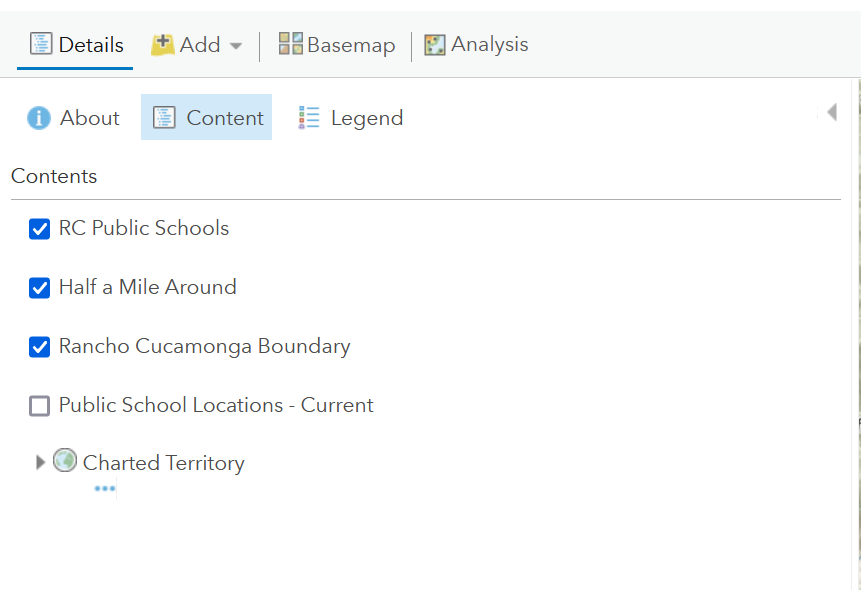 Details Add Basemap Analysis
About Content Legend
Contents
RC Public Schools
Half a Mile Around
Rancho Cucamonga Boundary
Public School Locations - Current
Charted Territory